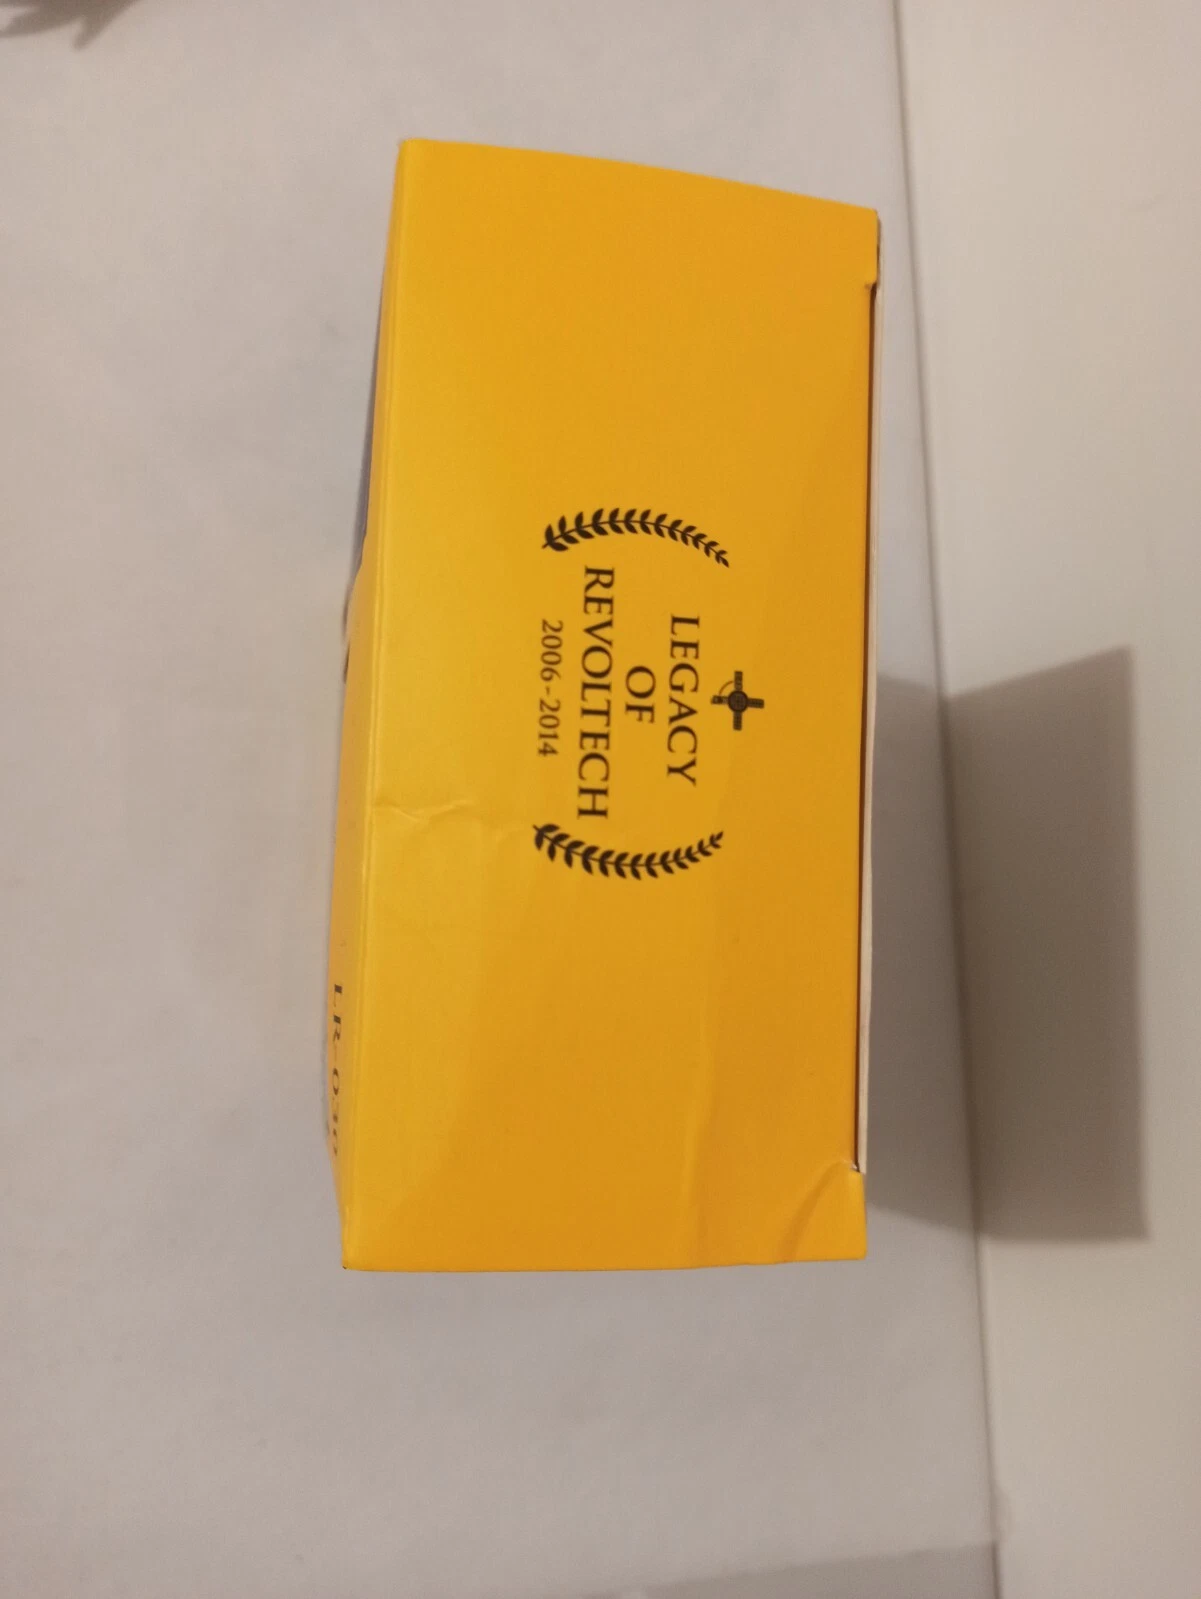 LEGACY
OF
REVOLTECH
2006-2014